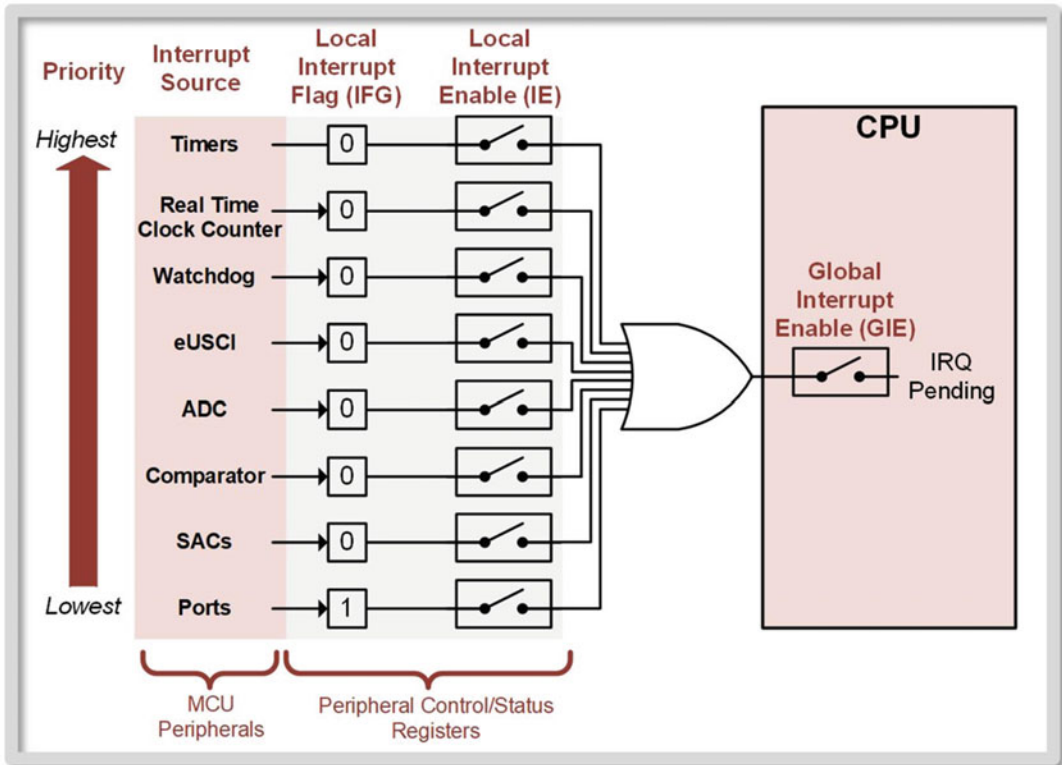 Priority
Interrupt
Source
Local
Interrupt
Flag (IFG)
Local
Interrupt
Enable (IE)
Highest
Timers
0
Real Time
Clock Counter
0
Watchdog
0
eUSCI
0
ADC
0
Comparator
0
SACs
0
Lowest
Ports
1
CPU
Global
Interrupt
Enable (GIE)
IRQ
Pending
MCU
Peripherals
Peripheral Control/Status
Registers